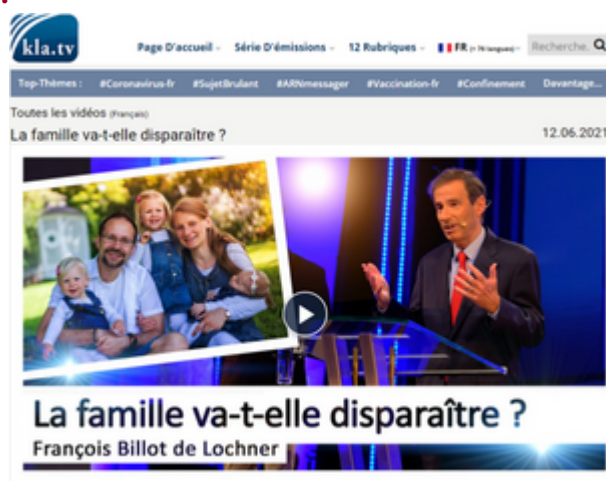 kla.tv
Page D'accueil Série D'émissions 12 Rubriques FR Recherche.
Top-Thèmes : #Coronavirus-fr #SujetBrulant #ARNmessager #Vaccination-fr #Confinement Davantage...
Toutes les vidéos (Français)
La famille va-t-elle disparaître ? 12.06.2021
La famille va-t-elle disparaître ?
François Billot de Lochner